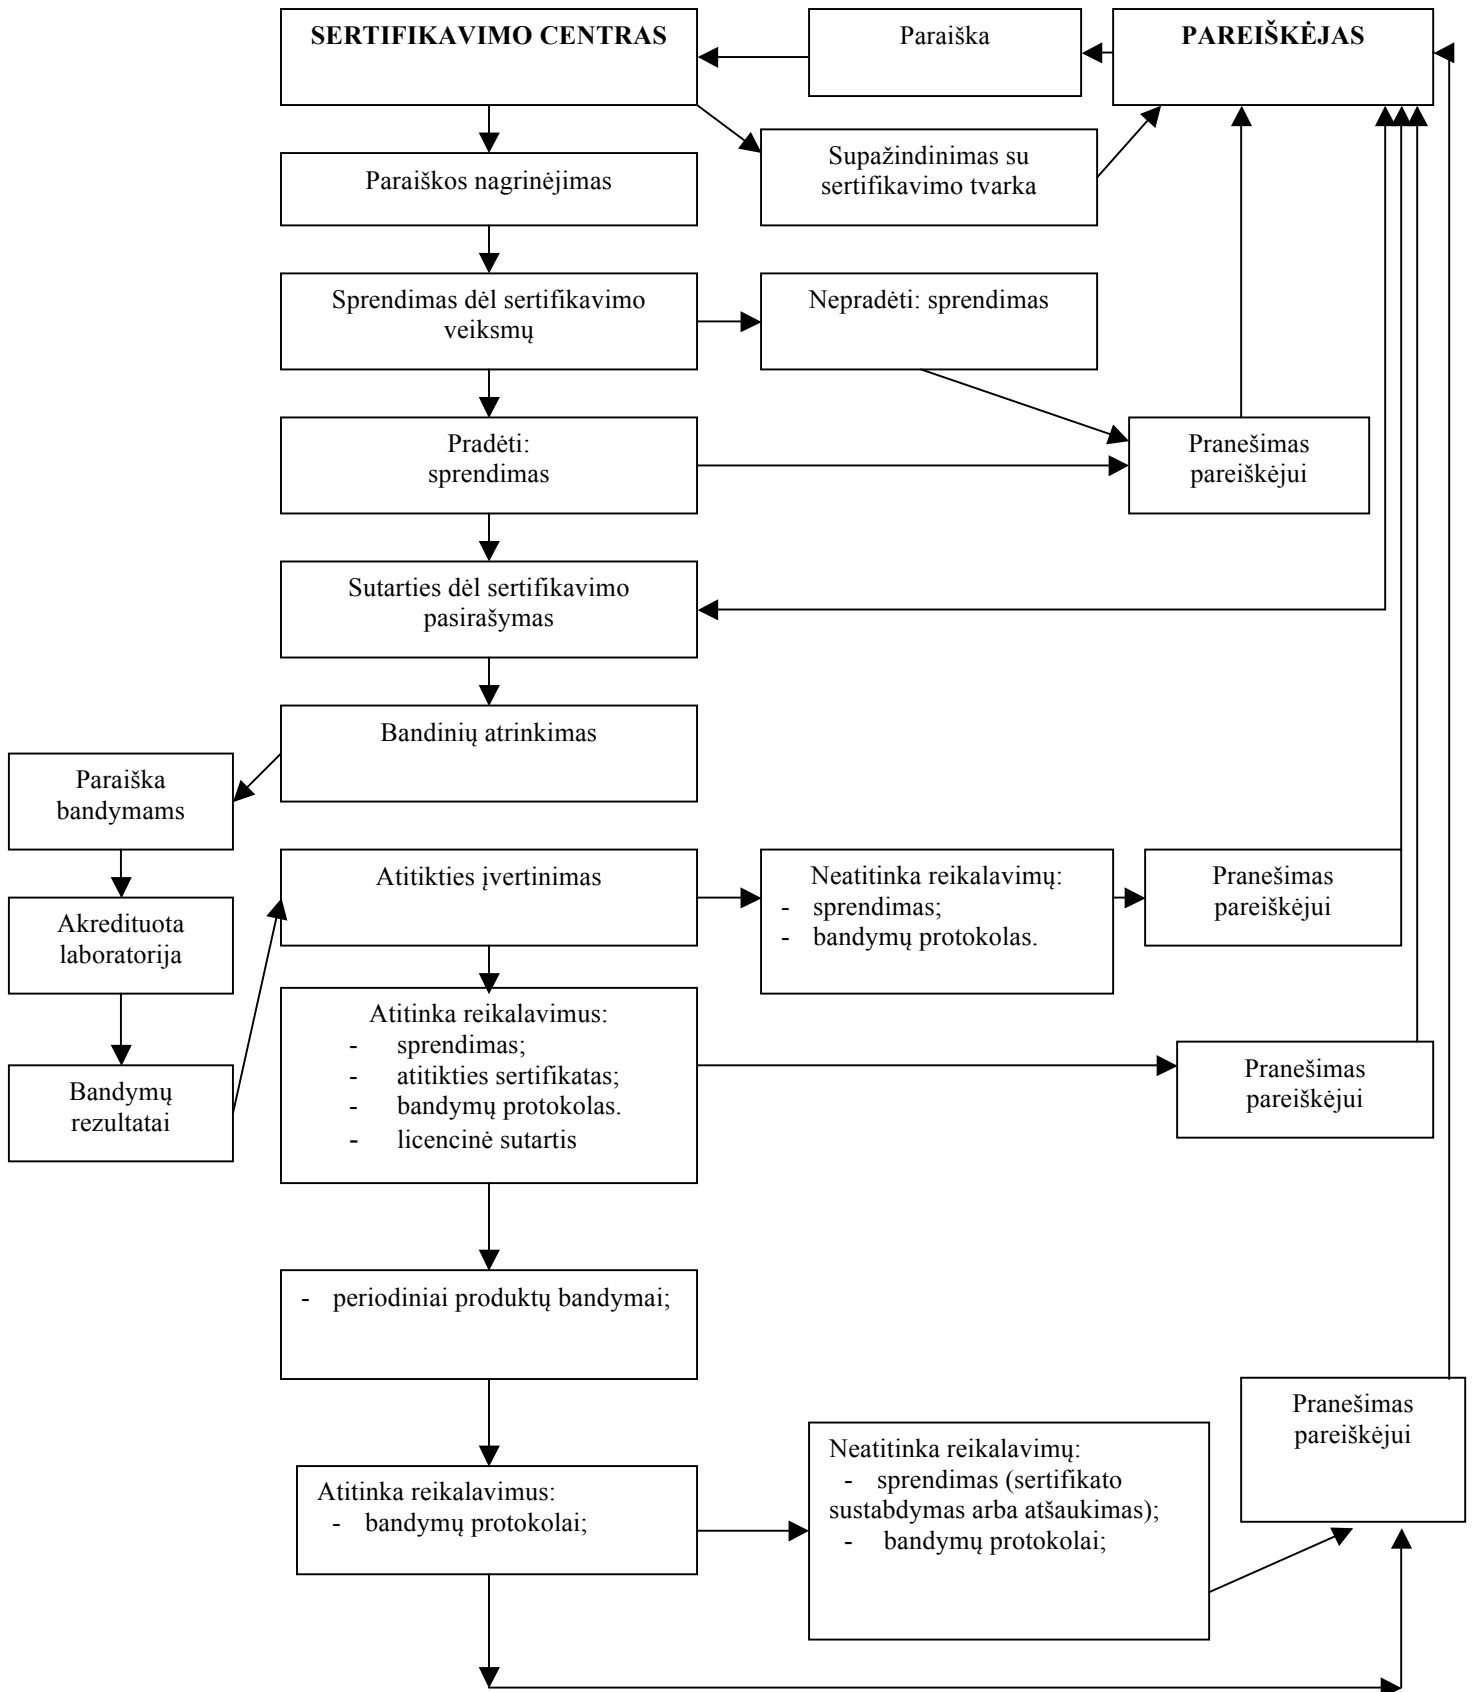 SERTIFIKAVIMO CENTRAS
Paraiška
PAREIŠKĖJAS
Supažindinimas su
sertifikavimo tvarka
Paraiškos nagrinėjimas
Sprendimas dėl sertifikavimo
veiksmų
Nepradėti: sprendimas
Pradėti:
sprendimas
Pranešimas
pareiškėjui
Sutarties dėl sertifikavimo
pasirašymas
Bandinių atrinkimas
Paraiška
bandymams
Akredituota
laboratorija
Bandymų
rezultatai
Atitikties įvertinimas
Neatitinka reikalavimų:
- sprendimas;
- bandymų protokolas.
Pranešimas
pareiškėjui
Atitinka reikalavimus:
- sprendimas;
- atitikties sertifikatas;
- bandymų protokolas.
- licencinė sutartis
Pranešimas
pareiškėjui
- periodiniai produktų bandymai;
Atitinka reikalavimus:
- bandymų protokolai;
Neatitinka reikalavimų:
- sprendimas (sertifikato
sustabdymas arba atšaukimas);
- bandymų protokolai;
Pranešimas
pareiškėjui